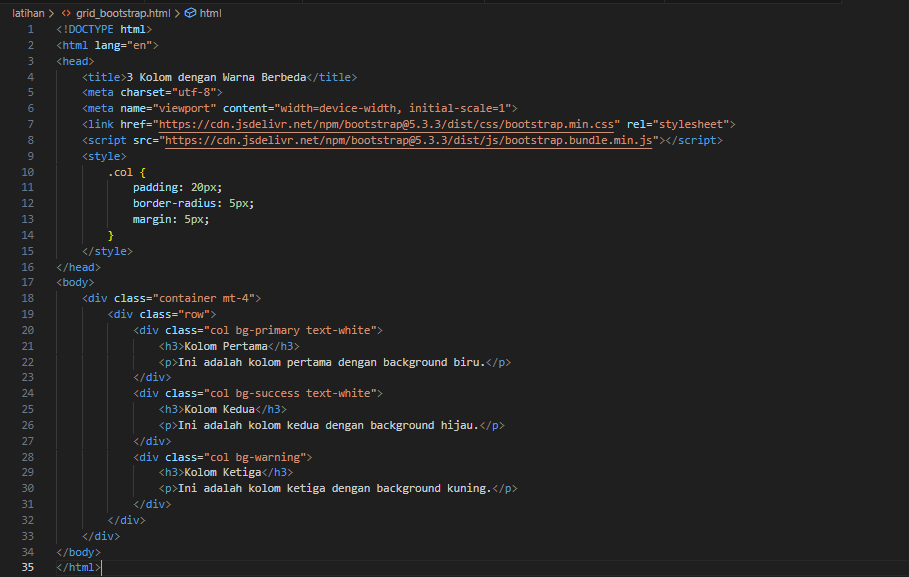 latihan > <> grid_bootstrap.html > html
1 <!DOCTYPE html>
2 <html lang="en">
3 <head>
4 <title>3 Kolom dengan Warna Berbeda</title>
5 <meta charset="utf-8">
6 <meta name="viewport" content="width=device-width, initial-scale=1">
7 <link href="https://cdn.jsdelivr.net/npm/bootstrap@5.3.3/dist/css/bootstrap.min.css" rel="stylesheet">
8 <script src="https://cdn.jsdelivr.net/npm/bootstrap@5.3.3/dist/js/bootstrap.bundle.min.js"></script>
9 <style>
10 .col {
11 padding: 20px;
12 border-radius: 5px;
13 margin: 5px;
14 }
15 </style>
16 </head>
17 <body>
18 <div class="container mt-4">
19 <div class="row">
20 <div class="col bg-primary text-white">
21 <h3>Kolom Pertama</h3>
22 <p>Ini adalah kolom pertama dengan background biru.</p>
23 </div>
24 <div class="col bg-success text-white">
25 <h3>Kolom Kedua</h3>
26 <p>Ini adalah kolom kedua dengan background hijau.</p>
27 </div>
28 <div class="col bg-warning">
29 <h3>Kolom Ketiga</h3>
30 <p>Ini adalah kolom ketiga dengan background kuning.</p>
31 </div>
32 </div>
33 </div>
34 </body>
35 </html>